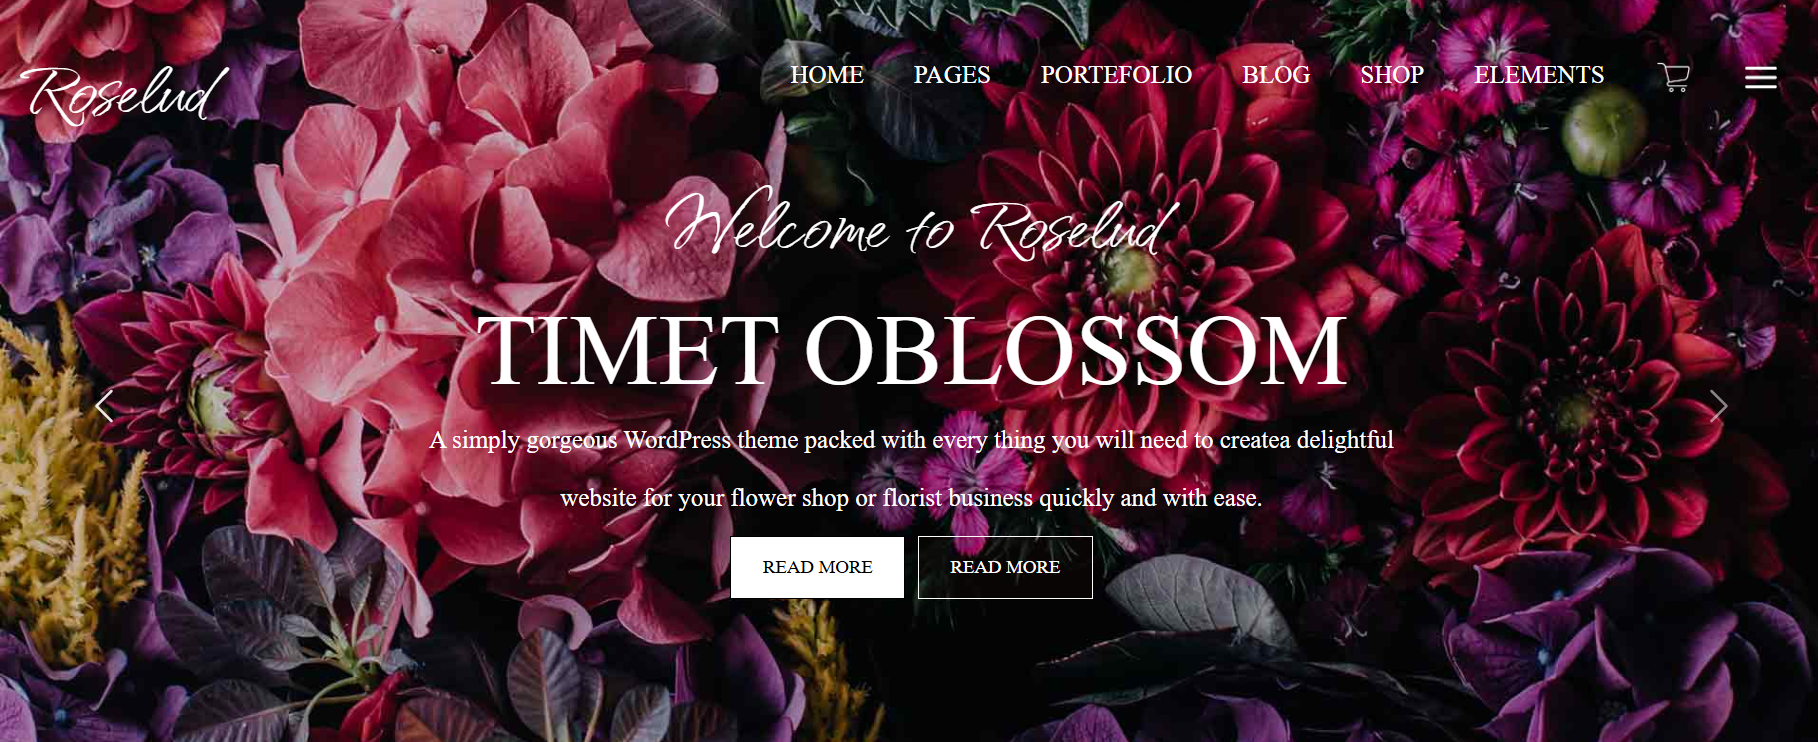 Roselud
HOME PAGES PORTEFOLIO BLOG SHOP ELEMENTS
Welcome to Roselud
TIMET OBLOSSOM
A simply gorgeous WordPress theme packed with every thing you will need to createa delightful
website for your flower shop or florist business quickly and with ease.
READ MORE READ MORE